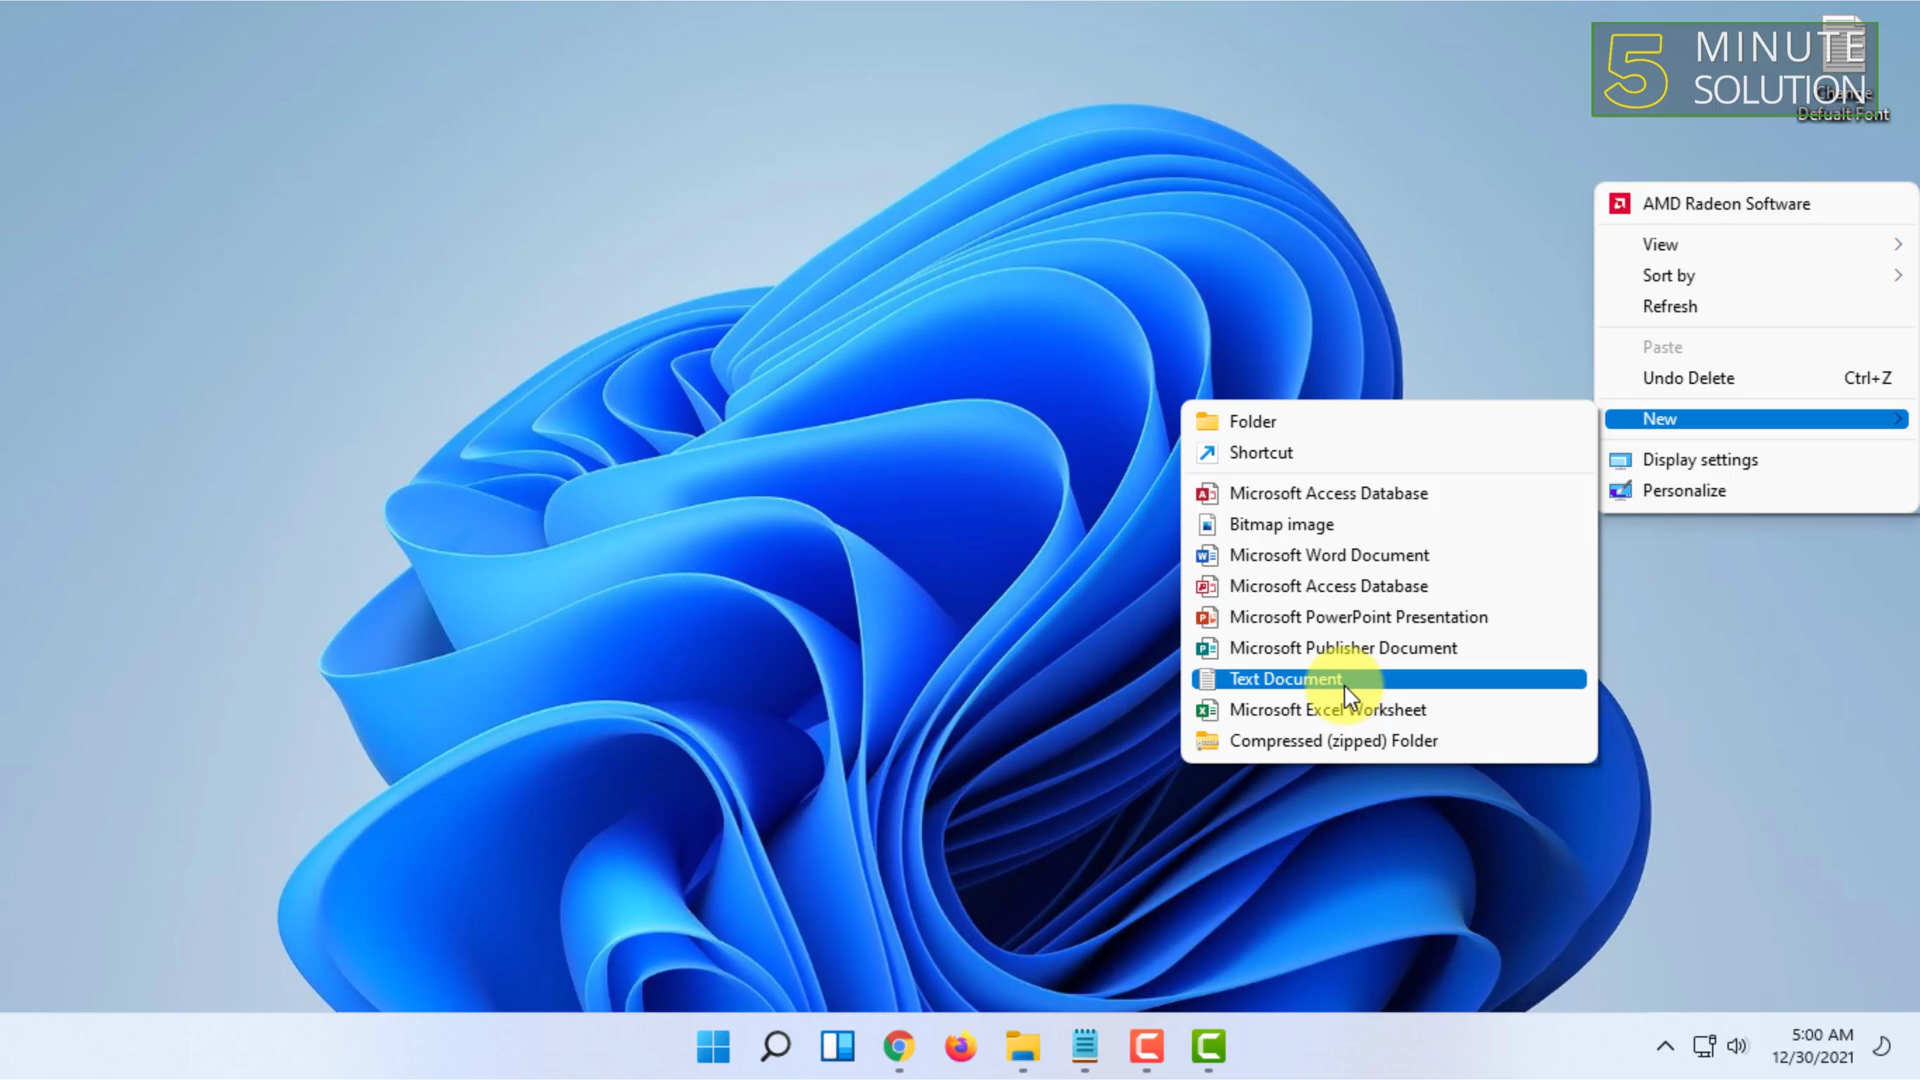 5 MINUTE
SOLUTION
Change
Defualt Font
AMD Radeon Software
View
Sort by
Refresh
Paste
Undo Delete Ctrl+Z
New
Display settings
Personalize
Folder
Shortcut
Microsoft Access Database
Bitmap image
Microsoft Word Document
Microsoft Access Database
Microsoft PowerPoint Presentation
Microsoft Publisher Document
Text Document
Microsoft Excel Worksheet
Compressed (zipped) Folder
5:00 AM
12/30/2021